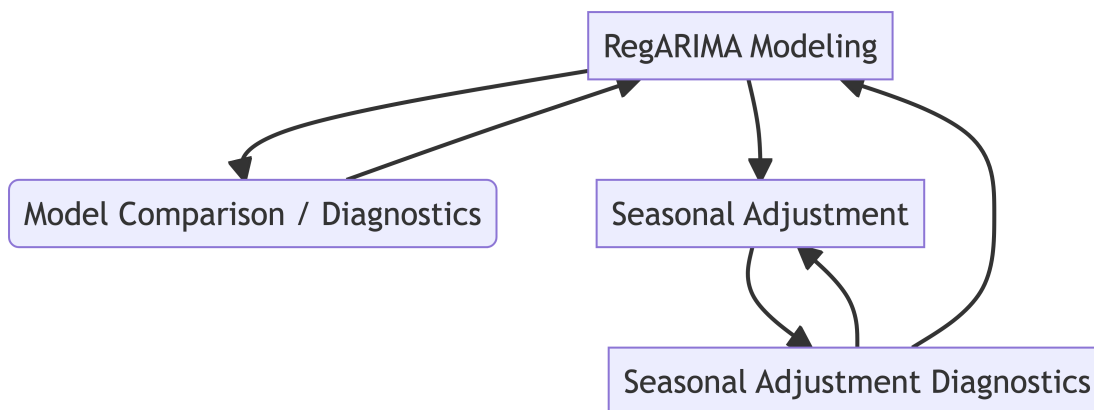 RegARIMA Modeling
Model Comparison / Diagnostics
Seasonal Adjustment
Seasonal Adjustment Diagnostics